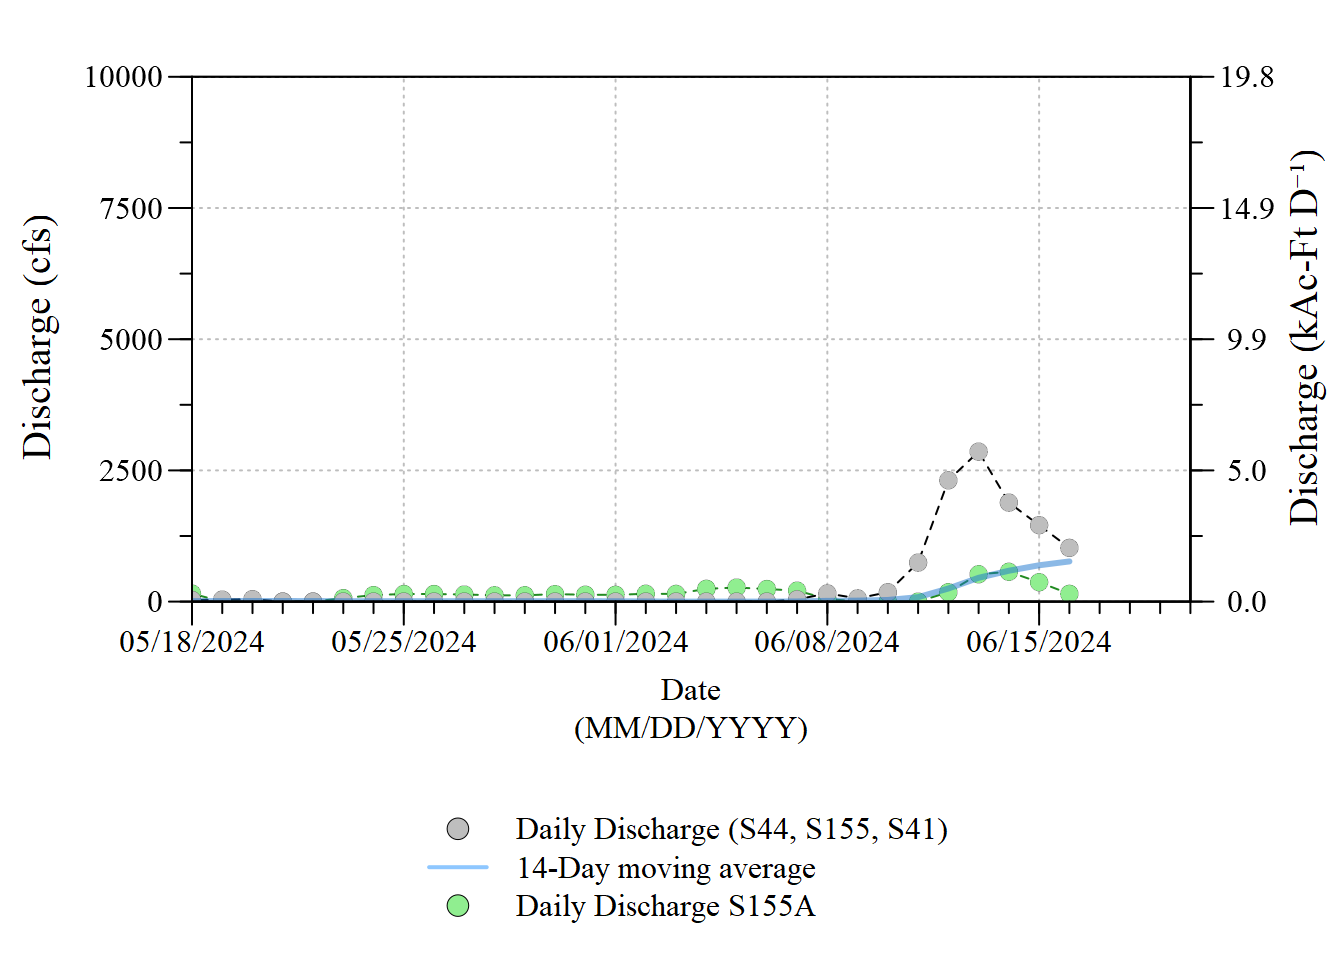 10000
7500
5000
2500
0
19.8
14.9
9.9
5.0
0.0
Discharge (cfs)
Discharge (kAc-Ft D⁻¹)
05/18/2024
05/25/2024
06/01/2024
06/08/2024
06/15/2024
Date
(MM/DD/YYYY)
Daily Discharge (S44, S155, S41)
14-Day moving average
Daily Discharge S155A